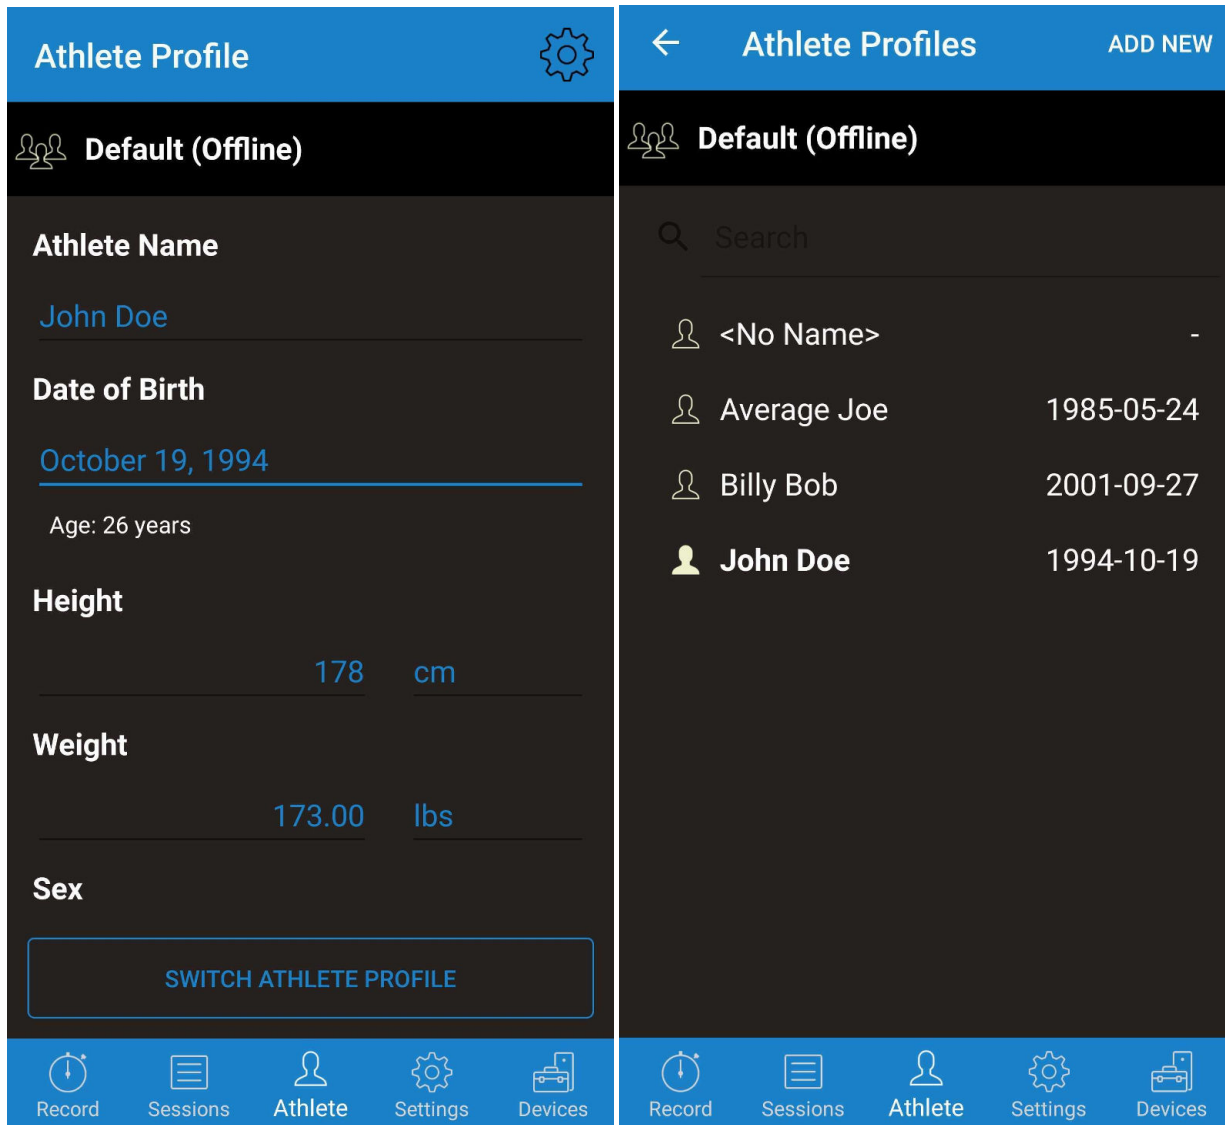 Athlete Profile
Default (Offline)
Athlete Name
John Doe
Date of Birth
October 19, 1994
Age: 26 years
Height
178 cm
Weight
173.00 lbs
Sex
SWITCH ATHLETE PROFILE
Record Sessions Athlete Settings Devices
Athlete Profiles ADD NEW
Default (Offline)
Search
<No Name> -
Average Joe 1985-05-24
Billy Bob 2001-09-27
John Doe 1994-10-19
Record Sessions Athlete Settings Devices